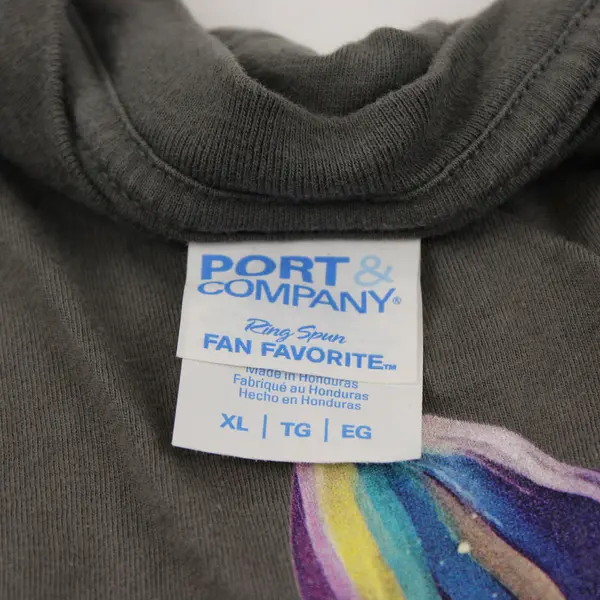 PORT &
COMPANY®
Ring Spun
FAN FAVORITE™
Made in Honduras
Fabriqué au Honduras
Hecho en Honduras
XL | TG | EG